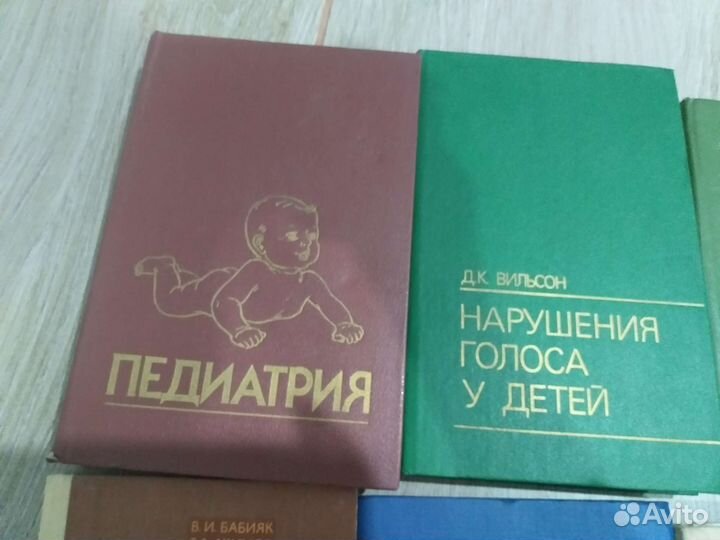 ПЕДИАТРИЯ
Д.К. ВИЛЬСОН
НАРУШЕНИЯ
ГОЛОСА
У ДЕТЕЙ
В. И. БАБИЯК
Avito